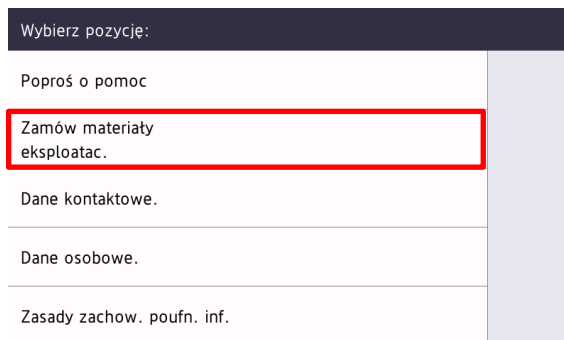 Wybierz pozycję:
Poproś o pomoc
Zamów materiały
eksploatac.
Dane kontaktowe.
Dane osobowe.
Zasady zachow. poufn. inf.